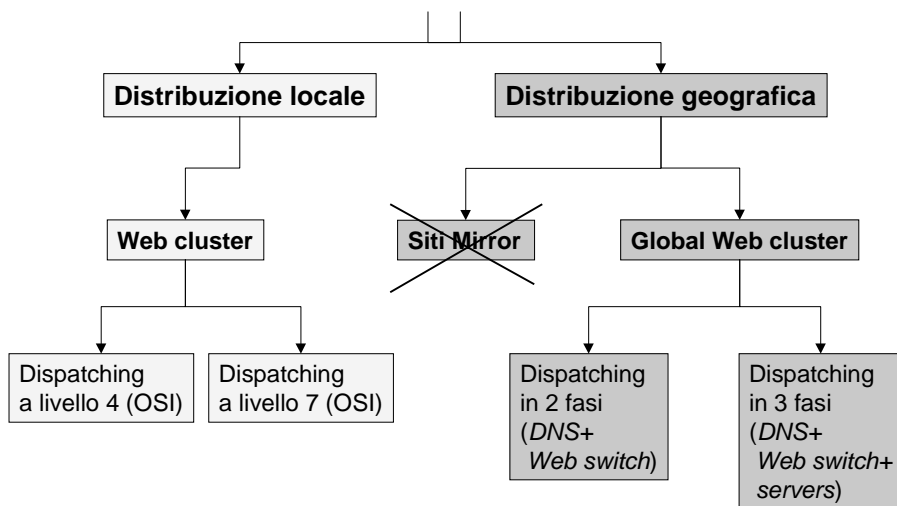 Distribuzione locale
Distribuzione geografica
Web cluster
Siti Mirror
Global Web cluster
Dispatching
a livello 4 (OSI)
Dispatching
a livello 7 (OSI)
Dispatching
in 2 fasi
(DNS+
Web switch)
Dispatching
in 3 fasi
(DNS+
Web switch+
servers)